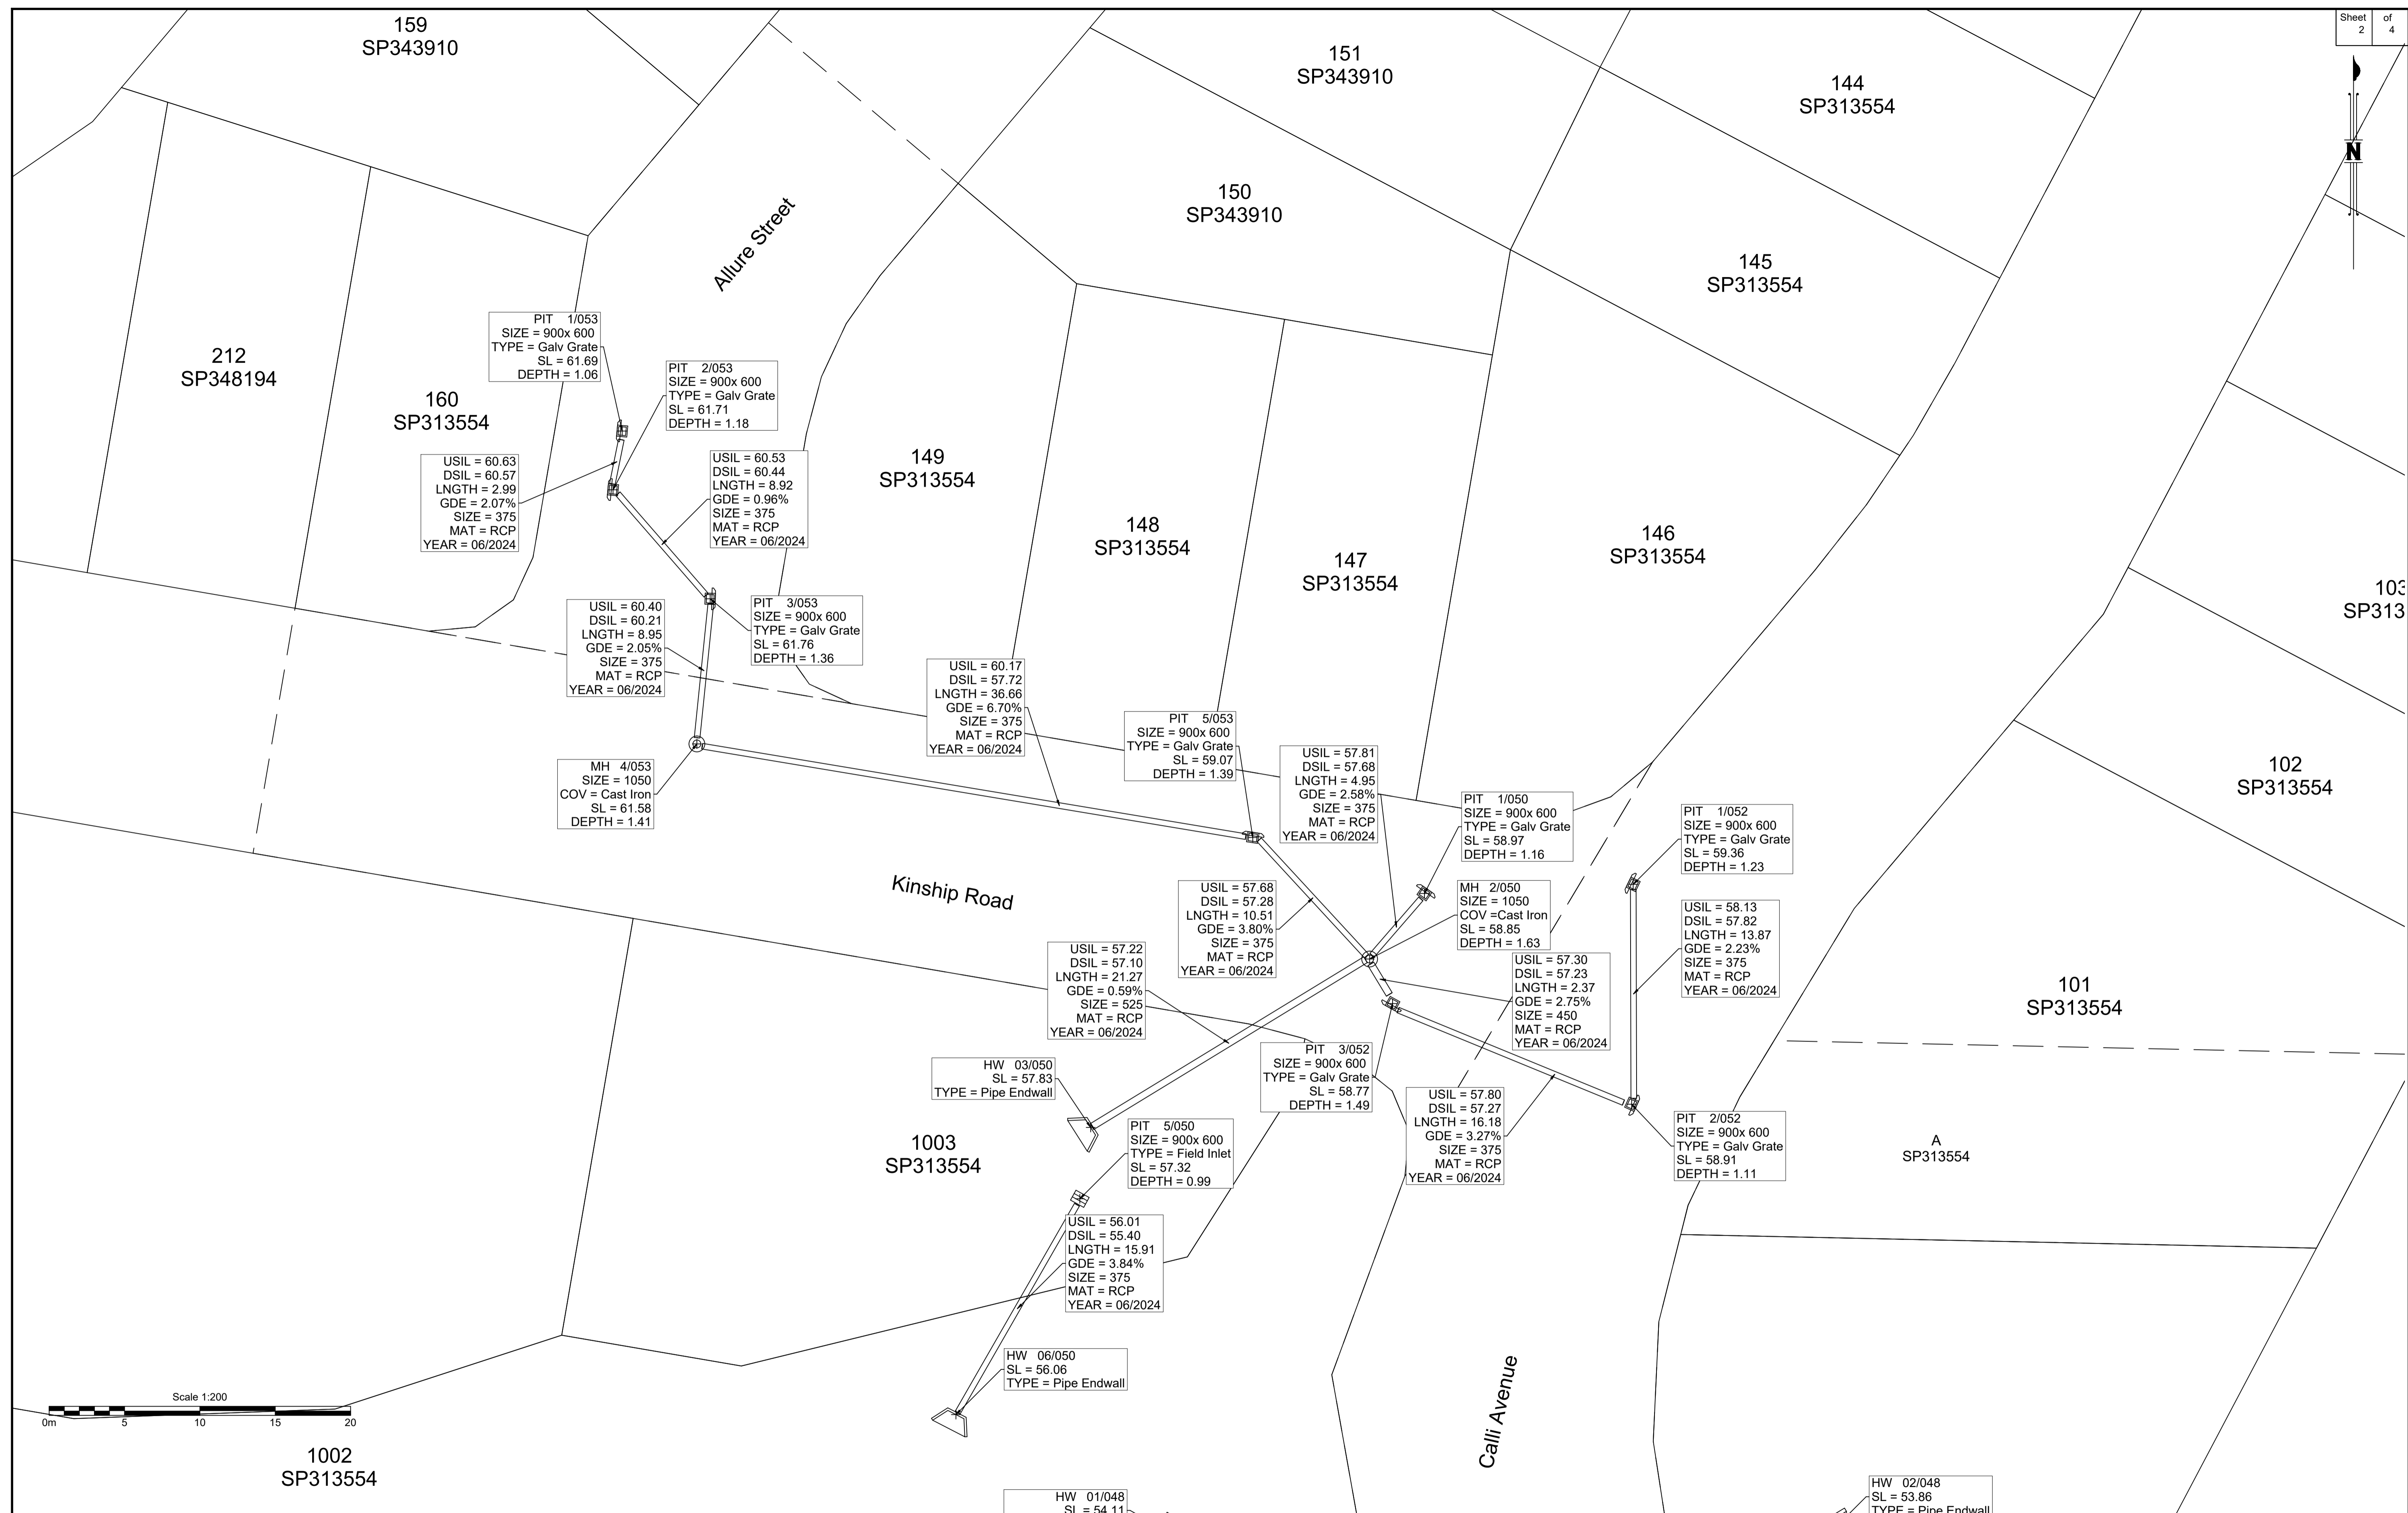 Sheet of
2 4
N
159
SP343910
151
SP343910
144
SP313554
150
SP343910
Allure Street
145
SP313554
212
SP348194
160
SP313554
PIT 1/053
SIZE = 900x 600
TYPE = Galv Grate
SL = 61.69
DEPTH = 1.06
PIT 2/053
SIZE = 900x 600
TYPE = Galv Grate
SL = 61.71
DEPTH = 1.18
USIL = 60.63
DSIL = 60.57
LNGTH = 2.99
GDE = 2.07%
SIZE = 375
MAT = RCP
YEAR = 06/2024
USIL = 60.53
DSIL = 60.44
LNGTH = 8.92
GDE = 0.96%
SIZE = 375
MAT = RCP
YEAR = 06/2024
149
SP313554
148
SP313554
147
SP313554
146
SP313554
103
SP313
USIL = 60.40
DSIL = 60.21
LNGTH = 8.95
GDE = 2.05%
SIZE = 375
MAT = RCP
YEAR = 06/2024
PIT 3/053
SIZE = 900x 600
TYPE = Galv Grate
SL = 61.76
DEPTH = 1.36
USIL = 60.17
DSIL = 57.72
LNGTH = 36.66
GDE = 6.70%
SIZE = 375
MAT = RCP
YEAR = 06/2024
PIT 5/053
SIZE = 900x 600
TYPE = Galv Grate
SL = 59.07
DEPTH = 1.39
USIL = 57.81
DSIL = 57.68
LNGTH = 4.95
GDE = 2.58%
SIZE = 375
MAT = RCP
YEAR = 06/2024
MH 4/053
SIZE = 1050
COV = Cast Iron
SL = 61.58
DEPTH = 1.41
PIT 1/050
SIZE = 900x 600
TYPE = Galv Grate
SL = 58.97
DEPTH = 1.16
PIT 1/052
SIZE = 900x 600
TYPE = Galv Grate
SL = 59.36
DEPTH = 1.23
102
SP313554
Kinship Road
USIL = 57.68
DSIL = 57.28
LNGTH = 10.51
GDE = 3.80%
SIZE = 375
MAT = RCP
YEAR = 06/2024
MH 2/050
SIZE = 1050
COV =Cast Iron
SL = 58.85
DEPTH = 1.63
USIL = 58.13
DSIL = 57.82
LNGTH = 13.87
GDE = 2.23%
SIZE = 375
MAT = RCP
YEAR = 06/2024
USIL = 57.22
DSIL = 57.10
LNGTH = 21.27
GDE = 0.59%
SIZE = 525
MAT = RCP
YEAR = 06/2024
USIL = 57.30
DSIL = 57.23
LNGTH = 2.37
GDE = 2.75%
SIZE = 450
MAT = RCP
YEAR = 06/2024
101
SP313554
HW 03/050
SL = 57.83
TYPE = Pipe Endwall
PIT 3/052
SIZE = 900x 600
TYPE = Galv Grate
SL = 58.77
DEPTH = 1.49
USIL = 57.80
DSIL = 57.27
LNGTH = 16.18
GDE = 3.27%
SIZE = 375
MAT = RCP
YEAR = 06/2024
PIT 2/052
SIZE = 900x 600
TYPE = Galv Grate
SL = 58.91
DEPTH = 1.11
A
SP313554
1003
SP313554
PIT 5/050
SIZE = 900x 600
TYPE = Field Inlet
SL = 57.32
DEPTH = 0.99
USIL = 56.01
DSIL = 55.40
LNGTH = 15.91
GDE = 3.84%
SIZE = 375
MAT = RCP
YEAR = 06/2024
HW 06/050
SL = 56.06
TYPE = Pipe Endwall
Calli Avenue
Scale 1:200
0m 5 10 15 20
1002
SP313554
HW 01/048
SL = 54.11
HW 02/048
SL = 53.86
TYPE = Pipe Endwall